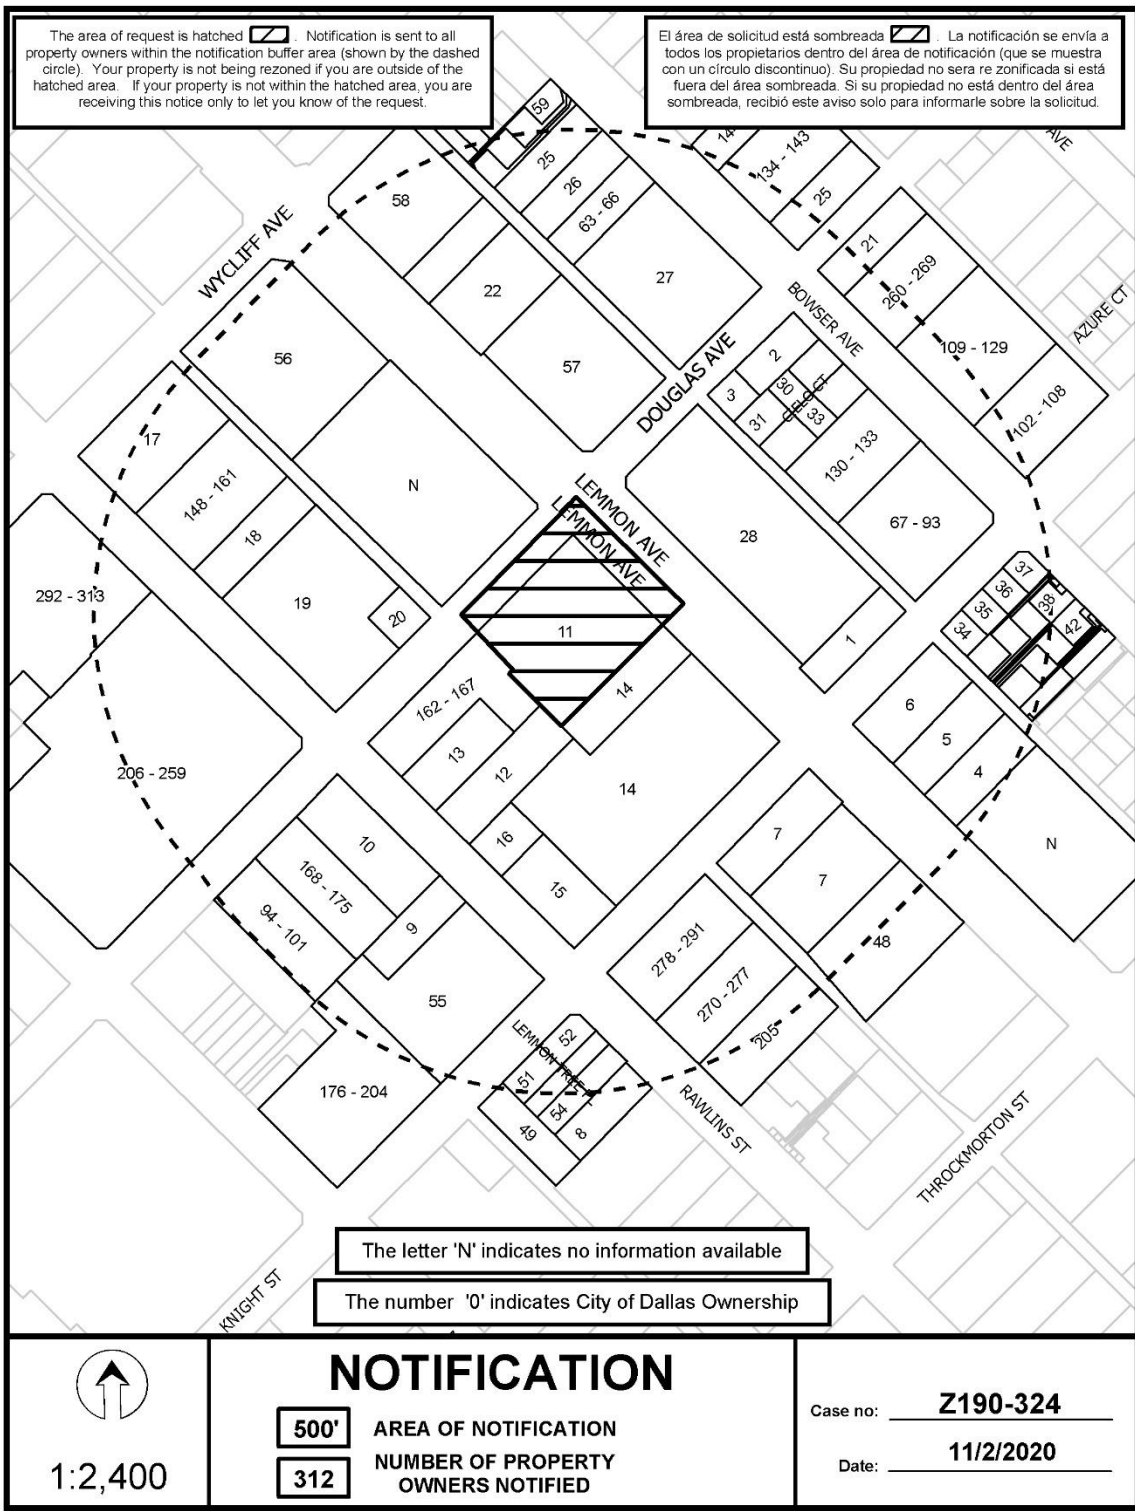 The area of request is hatched . Notification is sent to all
property owners within the notification buffer area (shown by the dashed
circle). Your property is not being rezoned if you are outside of the
hatched area. If your property is not within the hatched area, you are
receiving this notice only to let you know of the request.
El área de solicitud está sombreada . La notificación se envía a
todos los propietarios dentro del área de notificación (que se muestra
con un círculo discontinuo). Su propiedad no sera re zonificada si está
fuera del área sombreada. Si su propiedad no está dentro del área
sombreada, recibió este aviso solo para informarle sobre la solicitud.
59
AVE
134 - 143
25
25
26
58
63 - 66
21
WYCLIFF AVE
260 - 269
27
22
BOWSER AVE
AZURE CT
109 - 129
56
57
DOUGLAS AVE
2
30
CIELO CT
3
33
31
102 - 108
17
130 - 133
N
148 - 161
LEMMON AVE
LEMMON AVE
67 - 93
28
18
37
36
38
292 - 313
19
35
42
20
34
11
1
162 - 167
14
6
13
5
12
4
206 - 259
14
7
16
10
N
7
15
168 - 175
9
94 - 101
278 - 291
48
270 - 277
55
205
LEMMON TREE PL
52
51
176 - 204
54
8
49
RAWLINS ST
THROCKMORTON ST
The letter 'N' indicates no information available
KNIGHT ST
The number '0' indicates City of Dallas Ownership
1:2,400
NOTIFICATION
500' AREA OF NOTIFICATION
312 NUMBER OF PROPERTY
OWNERS NOTIFIED
Case no: Z190-324
Date: 11/2/2020